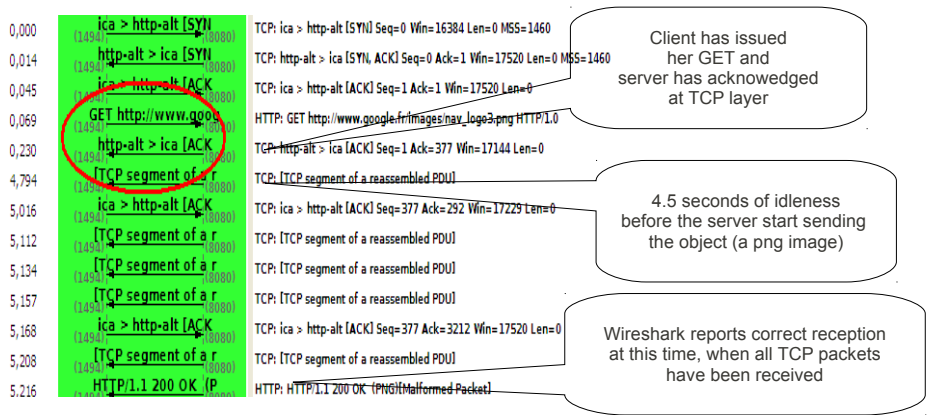 0,000 ica > http-alt [SYN TCP: ica > http-alt [SYN] Seq=0 Win=16384 Len=0 MSS=1460
(1494) (8080)
0,014 http-alt > ica [SYN TCP: http-alt > ica [SYN, ACK] Seq=0 Ack=1 Win=17520 Len=0 MSS=1460
(1494) (8080)
0,045 ica > http-alt [ACK TCP: ica > http-alt [ACK] Seq=1 Ack=1 Win=17520 Len=0
(1494) (8080)
0,069 GET http://www.goog HTTP: GET http://www.google.fr/images/nav_logo3.png HTTP/1.0
(1494) (8080)
0,230 http-alt > ica [ACK TCP: http-alt > ica [ACK] Seq=1 Ack=377 Win=17144 Len=0
(1494) (8080)
4,794 [TCP segment of a r TCP: [TCP segment of a reassembled PDU]
(1494) (8080)
5,016 ica > http-alt [ACK TCP: ica > http-alt [ACK] Seq=377 Ack=292 Win=17229 Len=0
(1494) (8080)
5,112 [TCP segment of a r TCP: [TCP segment of a reassembled PDU]
(1494) (8080)
5,134 [TCP segment of a r TCP: [TCP segment of a reassembled PDU]
(1494) (8080)
5,157 [TCP segment of a r TCP: [TCP segment of a reassembled PDU]
(1494) (8080)
5,168 ica > http-alt [ACK TCP: ica > http-alt [ACK] Seq=377 Ack=3212 Win=17520 Len=0
(1494) (8080)
5,208 [TCP segment of a r TCP: [TCP segment of a reassembled PDU]
(1494) (8080)
5,216 HTTP/1.1 200 OK (P HTTP: HTTP/1.1 200 OK (PNG)[Malformed Packet]
(1494) (8080)
Client has issued
her GET and
server has acknowedged
at TCP layer
4.5 seconds of idleness
before the server start sending
the object (a png image)
Wireshark reports correct reception
at this time, when all TCP packets
have been received